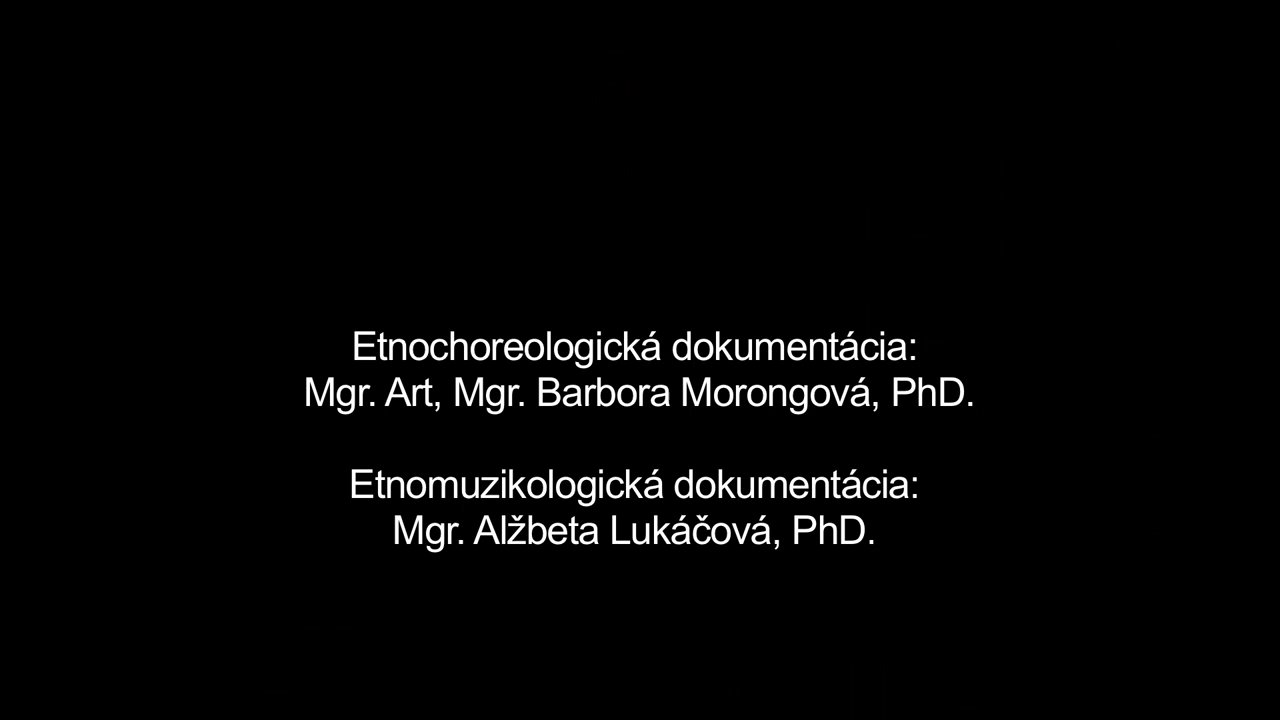 Etnochoreologická dokumentácia:
Mgr. Art, Mgr. Barbora Morongová, PhD.
Etnomuzikologická dokumentácia:
Mgr. Alžbeta Lukáčová, PhD.